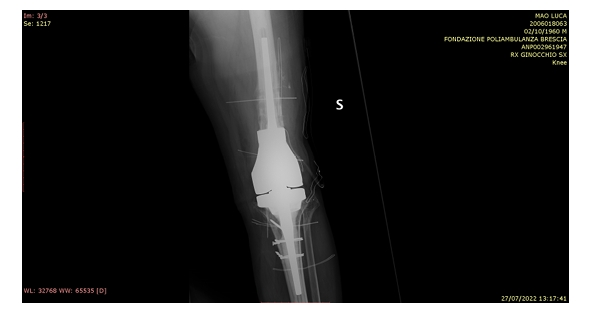 Im: 3/3
Se: 1217
MAO LUCA
2006018063
02/10/1960 M
FONDAZIONE POLIAMBULANZA BRESCIA
ANP002961947
RX GINOCCHIO SX
Knee
S
WL: 32768 WW: 65535 [D]
27/07/2022 13:17:41